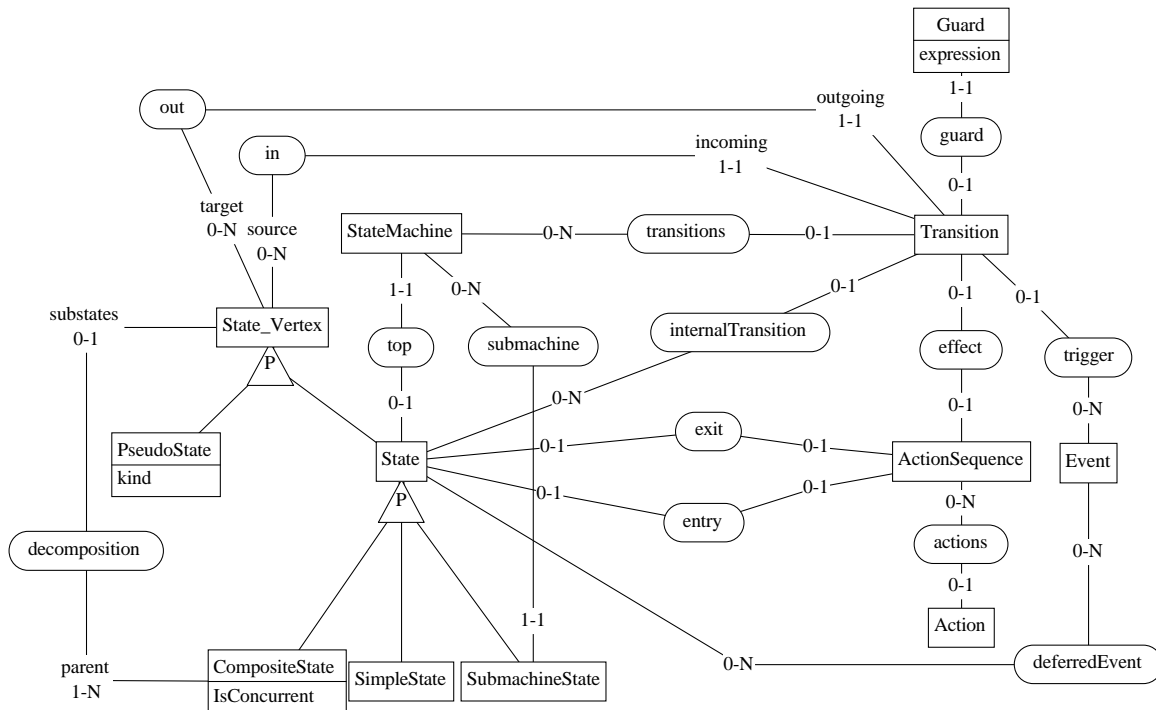 Guard
expression
1-1
out
outgoing
1-1
guard
in
incoming
1-1
0-1
target
0-N
source
0-N
StateMachine
0-N
transitions
0-1
Transition
1-1
0-N
0-1
0-1
0-1
substates
0-1
State_Vertex
internalTransition
P
top
submachine
effect
trigger
0-N
0-1
0-1
0-N
PseudoState
kind
State
0-1
exit
0-1
ActionSequence
Event
P
0-1
entry
0-1
0-N
decomposition
actions
0-N
0-1
1-1
Action
parent
1-N
CompositeState
IsConcurrent
SimpleState
SubmachineState
0-N
deferredEvent